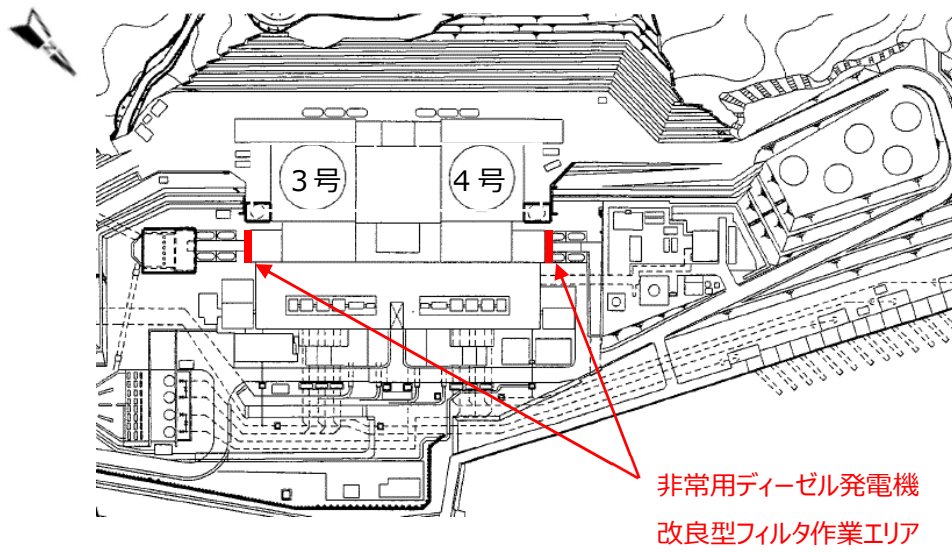 ３号
４号
非常用ディーゼル発電機
改良型フィルタ作業エリア